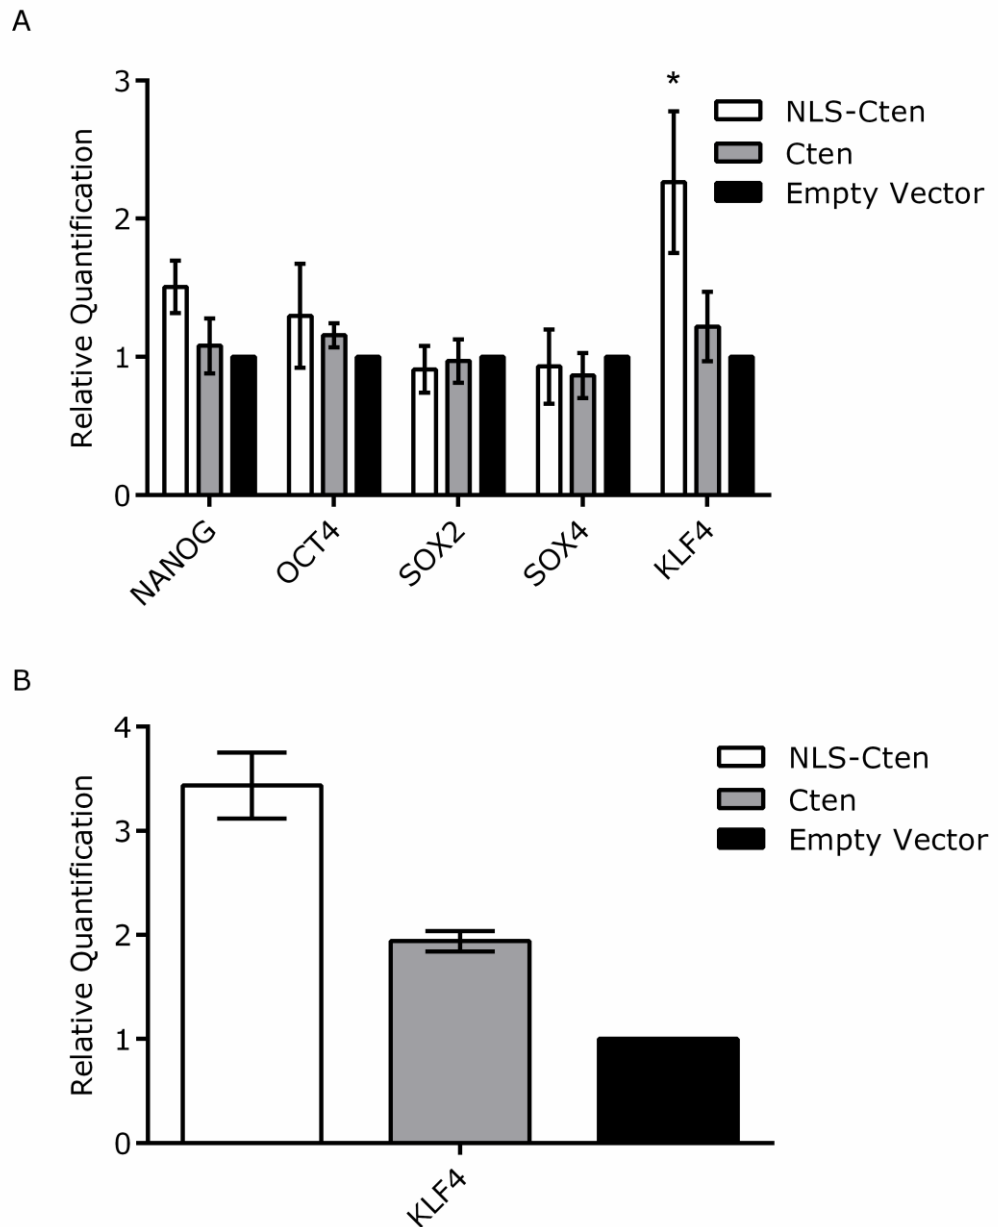 A
Relative Quantification
3
2
1
0
*
NLS-Cten
Cten
Empty Vector
NANOG
OCT4
SOX2
SOX4
KLF4
B
Relative Quantification
4
3
2
1
0
NLS-Cten
Cten
Empty Vector
KLF4